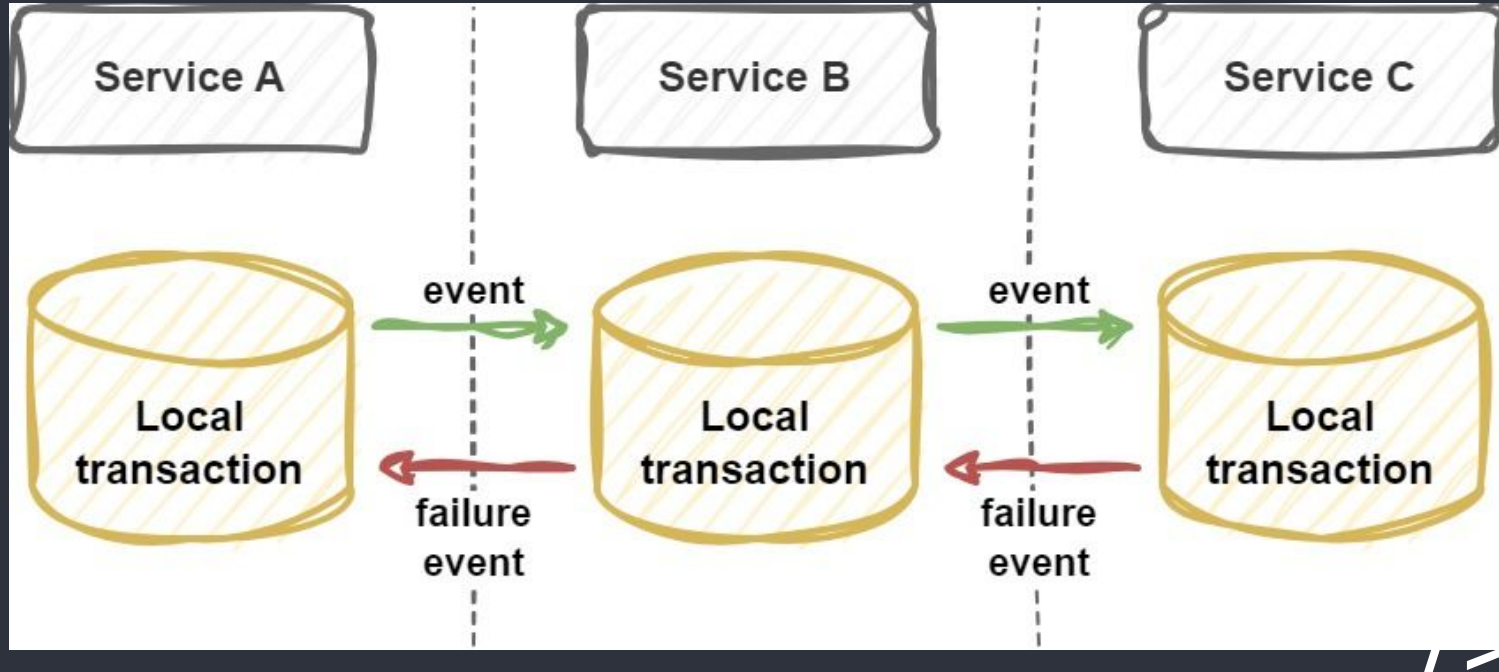 Service A
Service B
Service C
event
event
Local
transaction
Local
transaction
Local
transaction
failure
event
failure
event